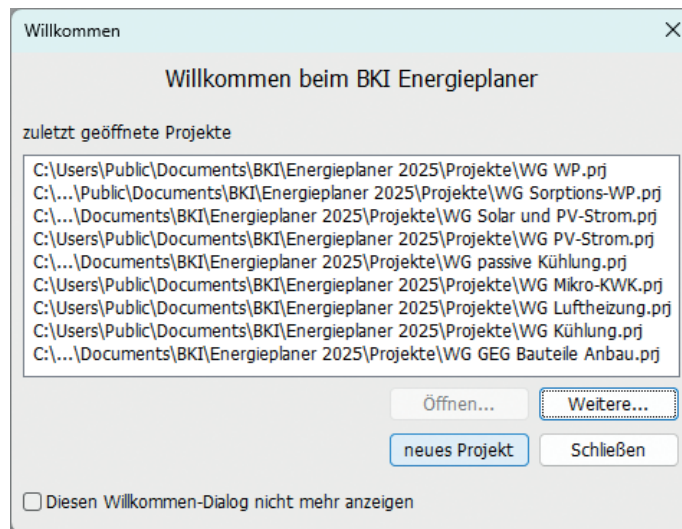 Willkommen
Willkommen beim BKI Energieplaner
zuletzt geöffnete Projekte
C:\Users\Public\Documents\BKI\Energieplaner 2025\Projekte\WG WP.prj
C:\...\Public\Documents\BKI\Energieplaner 2025\Projekte\WG Sorptions-WP.prj
C:\...\Documents\BKI\Energieplaner 2025\Projekte\WG Solar und PV-Strom.prj
C:\Users\Public\Documents\BKI\Energieplaner 2025\Projekte\WG PV-Strom.prj
C:\...\Documents\BKI\Energieplaner 2025\Projekte\WG passive Kühlung.prj
C:\Users\Public\Documents\BKI\Energieplaner 2025\Projekte\WG Mikro-KWK.prj
C:\Users\Public\Documents\BKI\Energieplaner 2025\Projekte\WG Luftheizung.prj
C:\Users\Public\Documents\BKI\Energieplaner 2025\Projekte\WG Kühlung.prj
C:\...\Documents\BKI\Energieplaner 2025\Projekte\WG GEG Bauteile Anbau.prj
Öffnen... Weitere...
neues Projekt Schließen
Diesen Willkommen-Dialog nicht mehr anzeigen